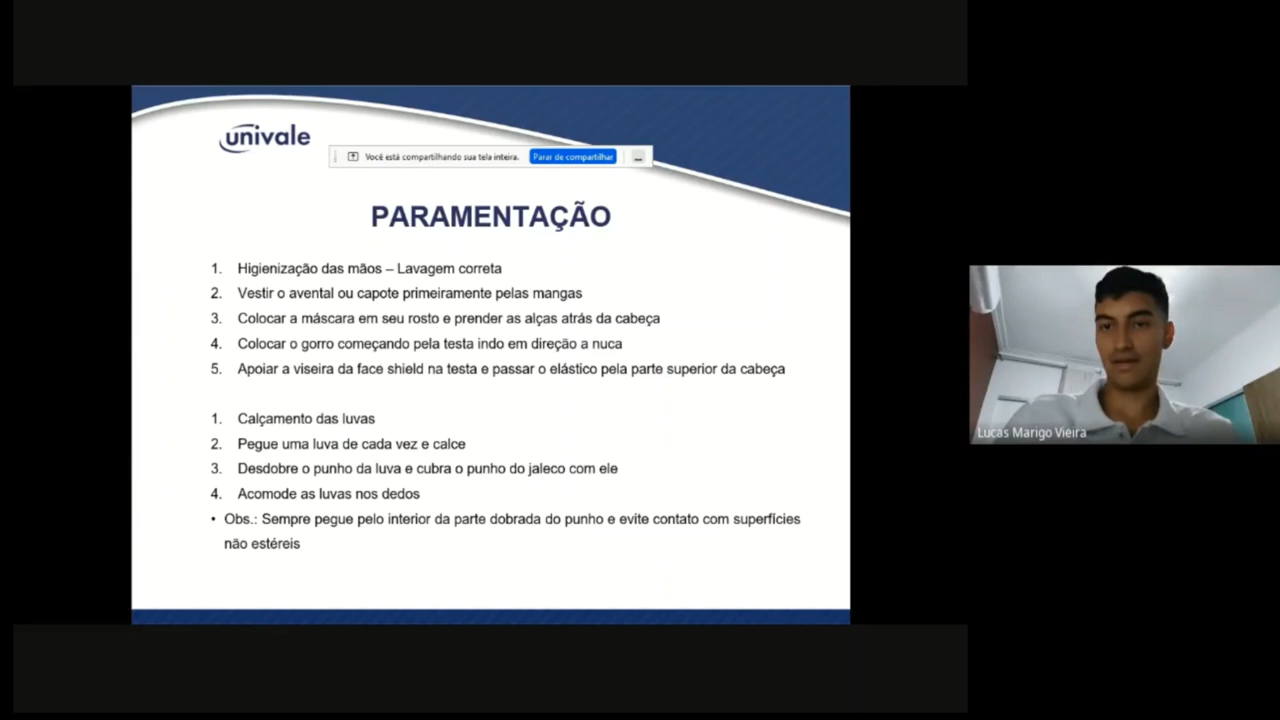 univale
Você está compartilhando sua tela inteira. Parar de compartilhar
PARAMENTAÇÃO
1. Higienização das mãos – Lavagem correta
2. Vestir o avental ou capote primeiramente pelas mangas
3. Colocar a máscara em seu rosto e prender as alças atrás da cabeça
4. Colocar o gorro começando pela testa indo em direção a nuca
5. Apoiar a viseira da face shield na testa e passar o elástico pela parte superior da cabeça
1. Calçamento das luvas
2. Pegue uma luva de cada vez e calce
3. Desdobre o punho da luva e cubra o punho do jaleco com ele
4. Acomode as luvas nos dedos
• Obs.: Sempre pegue pelo interior da parte dobrada do punho e evite contato com superfícies
não estéreis
Lucas Marigo Vieira